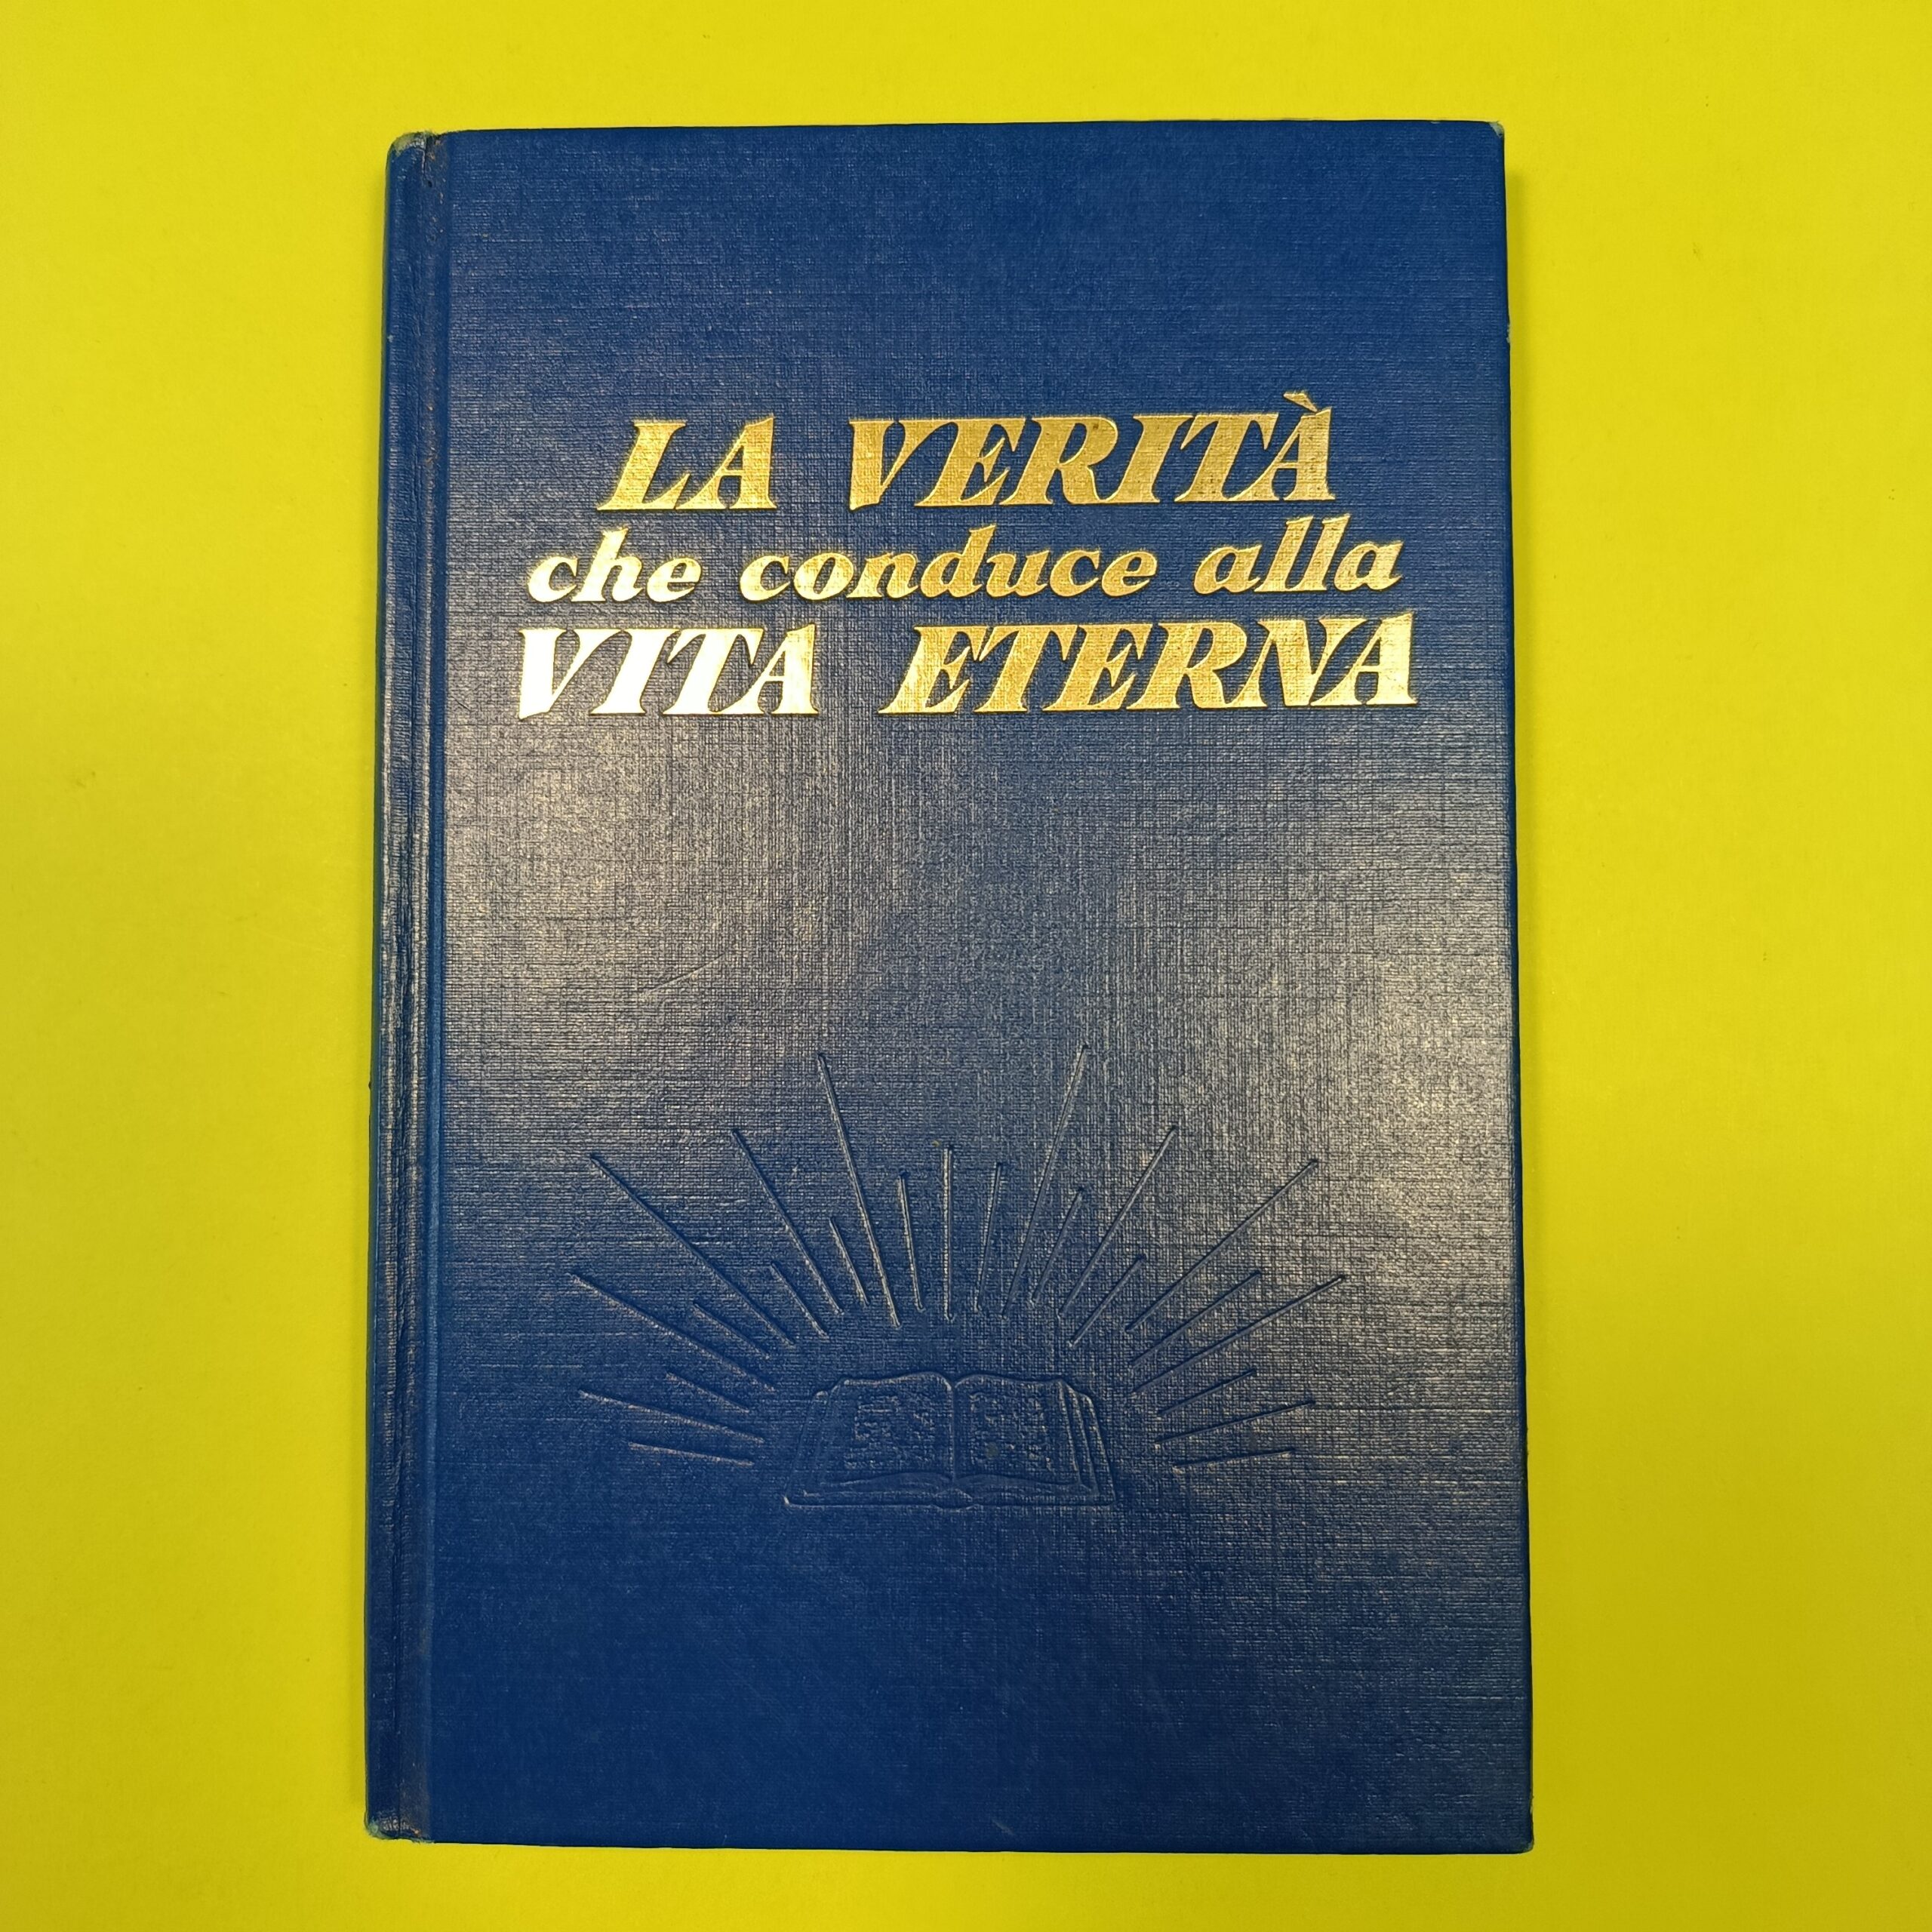 LA VERITÀ
che conduce alla
VITA ETERNA